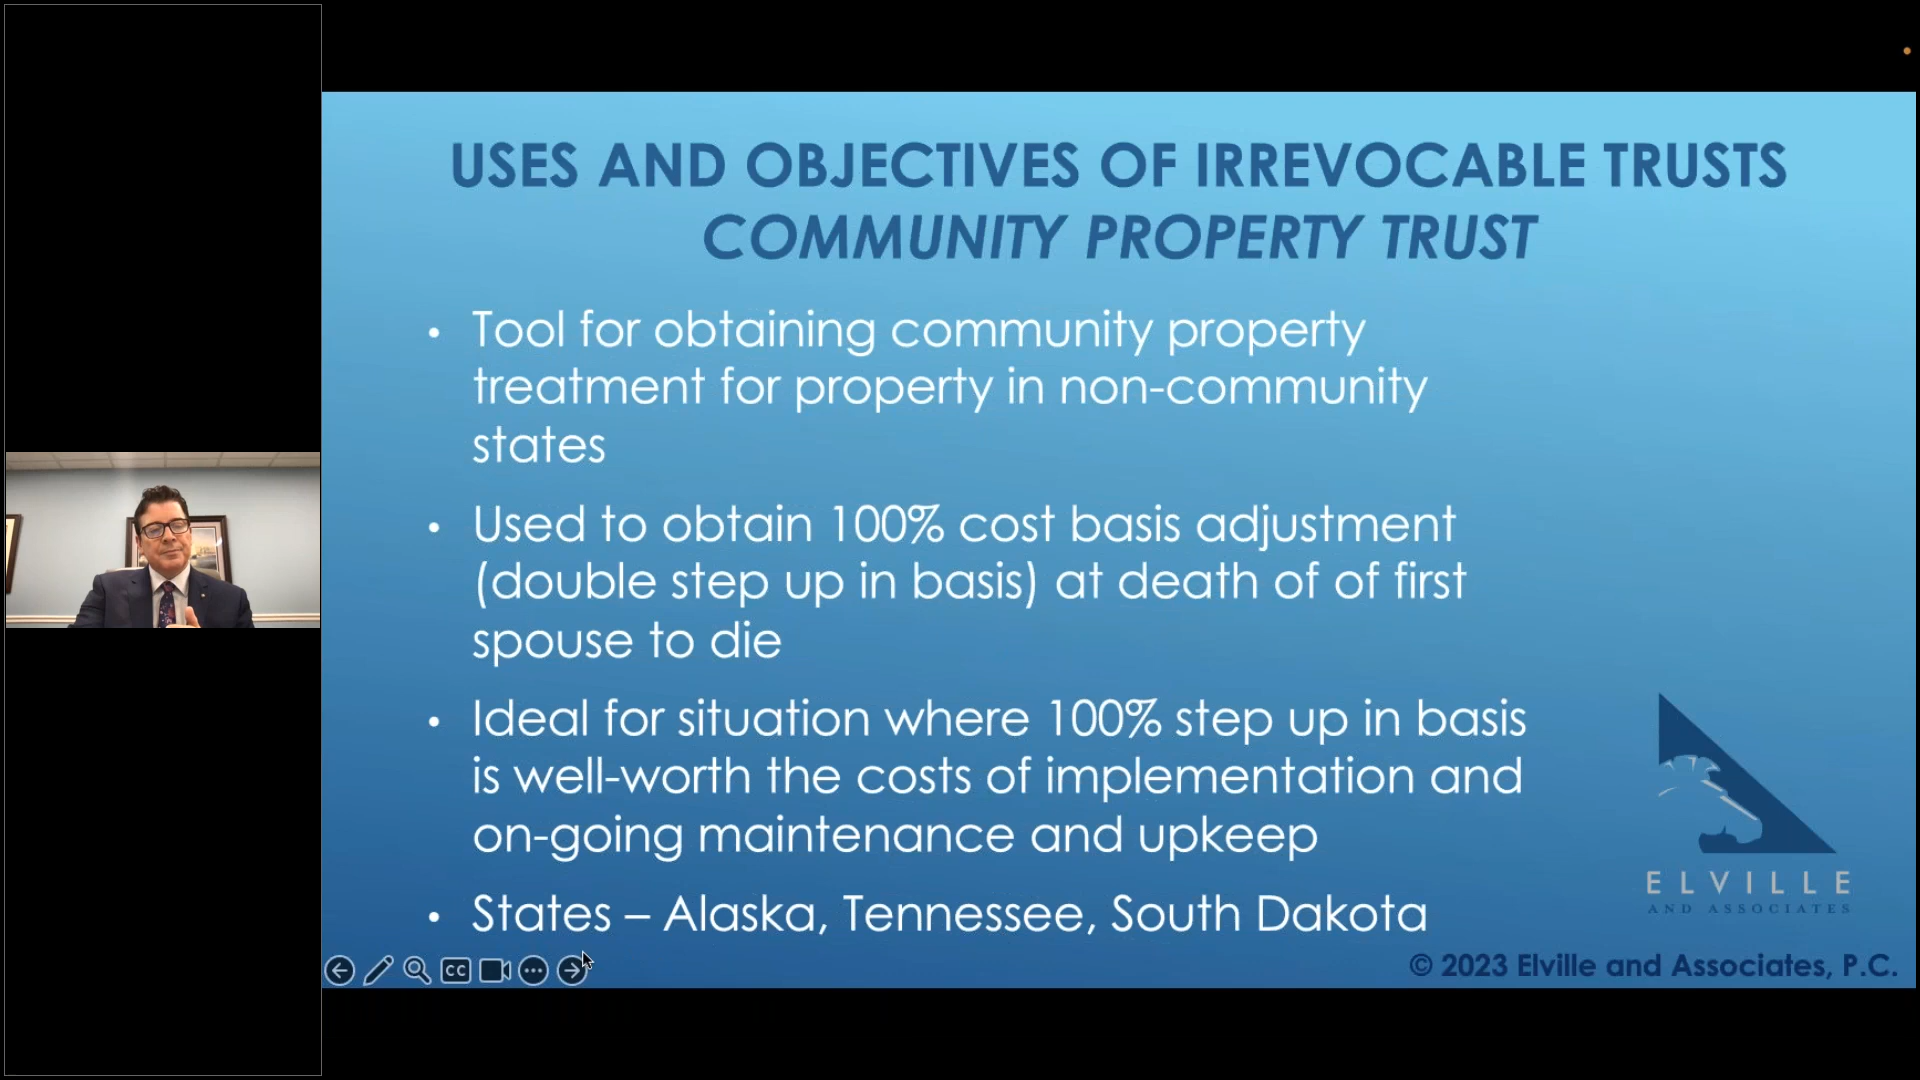 USES AND OBJECTIVES OF IRREVOCABLE TRUSTS
COMMUNITY PROPERTY TRUST
• Tool for obtaining community property
treatment for property in non-community
states
• Used to obtain 100% cost basis adjustment
(double step up in basis) at death of of first
spouse to die
• Ideal for situation where 100% step up in basis
is well-worth the costs of implementation and
on-going maintenance and upkeep
• States – Alaska, Tennessee, South Dakota
ELVILLE
AND ASSOCIATES
© 2023 Elville and Associates, P.C.
CC